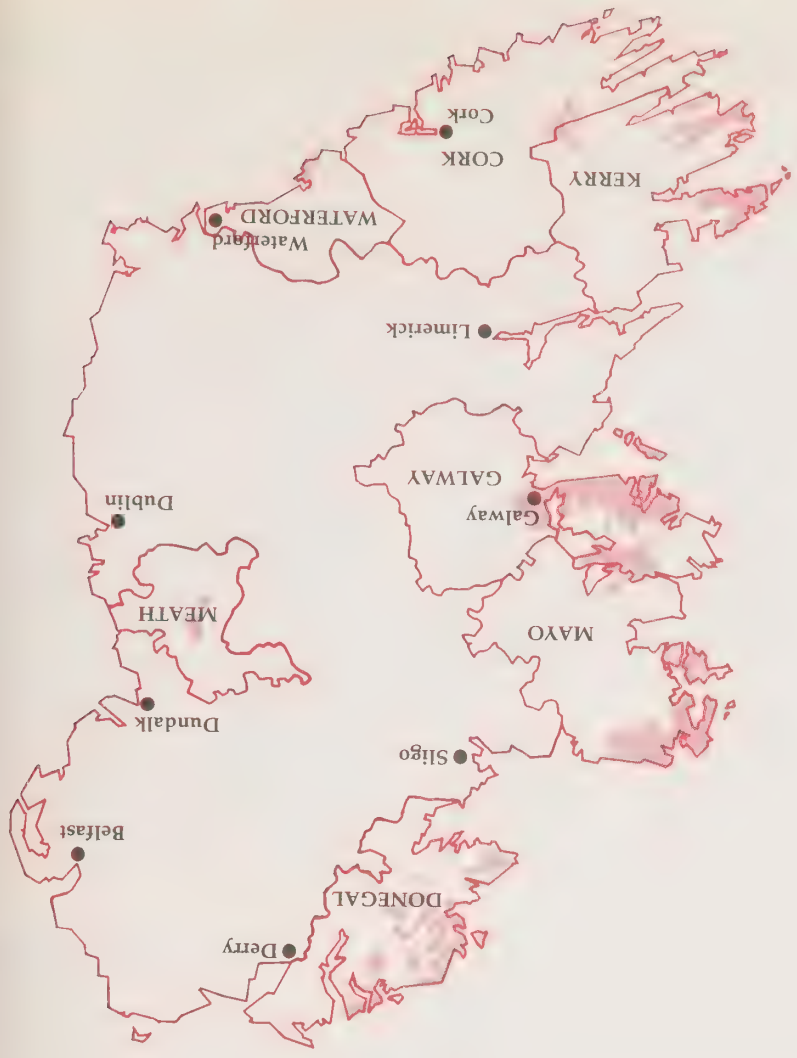 Derry
DONEGAL
Belfast
Sligo
Dundalk
MAYO
MEATH
Galway
Dublin
GALWAY
Limerick
Waterford
WATERFORD
KERRY
CORK
Cork